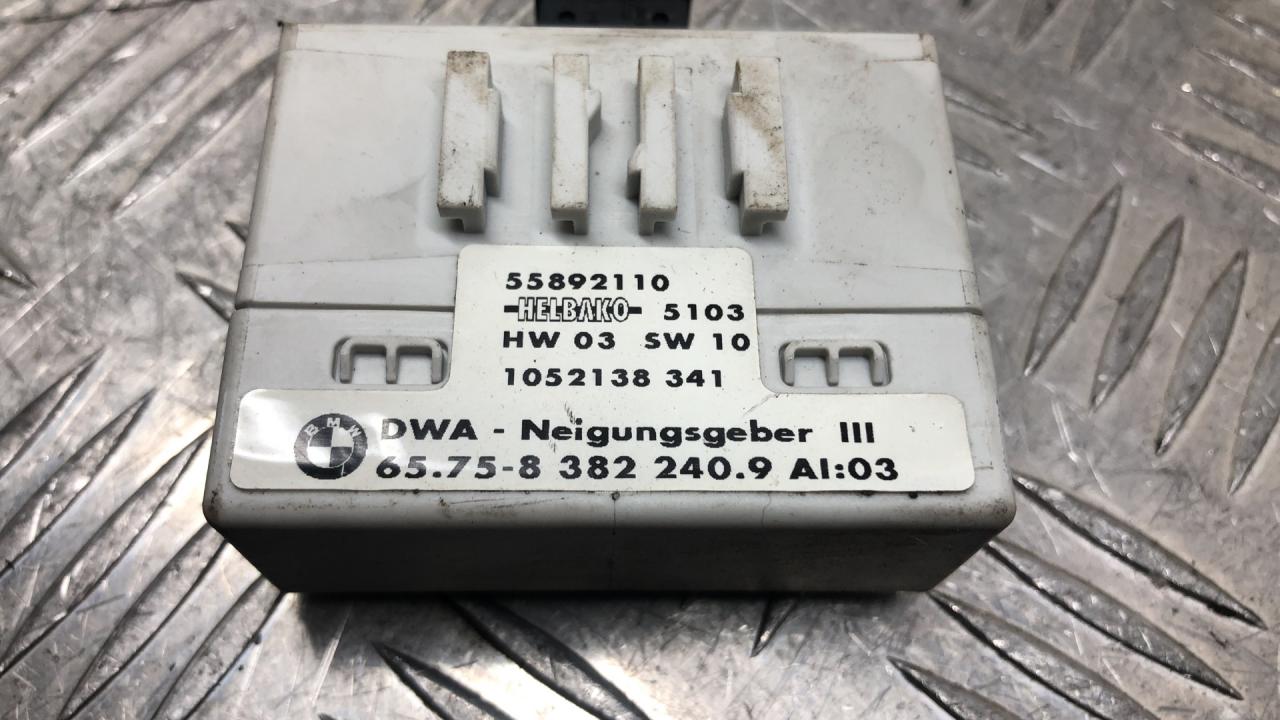 55892110
HELBAKO 5103
HW 03 SW 10
1052138 341
BMW DWA - Neigungsgeber III
65.75-8 382 240.9 AI:03